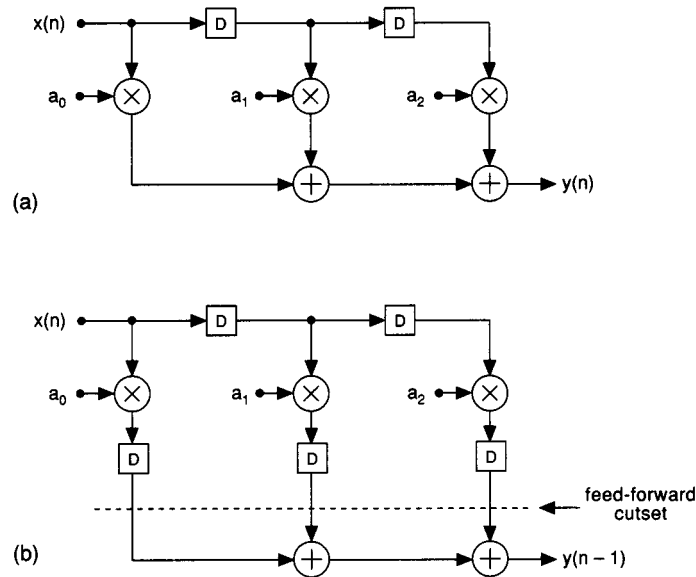 x(n) D D
a0 a1 a2
y(n)
(a)
x(n) D D
a0 a1 a2
D D D
feed-forward
cutset
(b) y(n – 1)